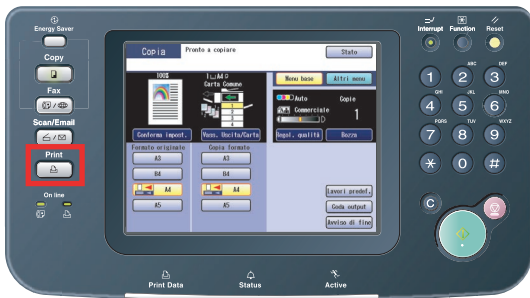 Energy Saver
Copy
Fax
Scan/Email
Print
On line
Copia
Pronto a copiare
Stato
100%
Carta Comune
1
2
3
4
Conferma impost.
Vass. Uscita/Carta
Formato originale
Copia formato
A3
A3
B4
B4
A4
A4
A5
A5
Menu base
Altri menu
Auto
Copie
Commerciale
1
Regol. qualità
Bozza
Lavori predef.
Coda output
Avviso di fine
Interrupt
Function
Reset
1
ABC
2
DEF
3
GHI
4
JKL
5
MNO
6
PQRS
7
TUV
8
WXYZ
9
*
0
#
C
Print Data
Status
Active